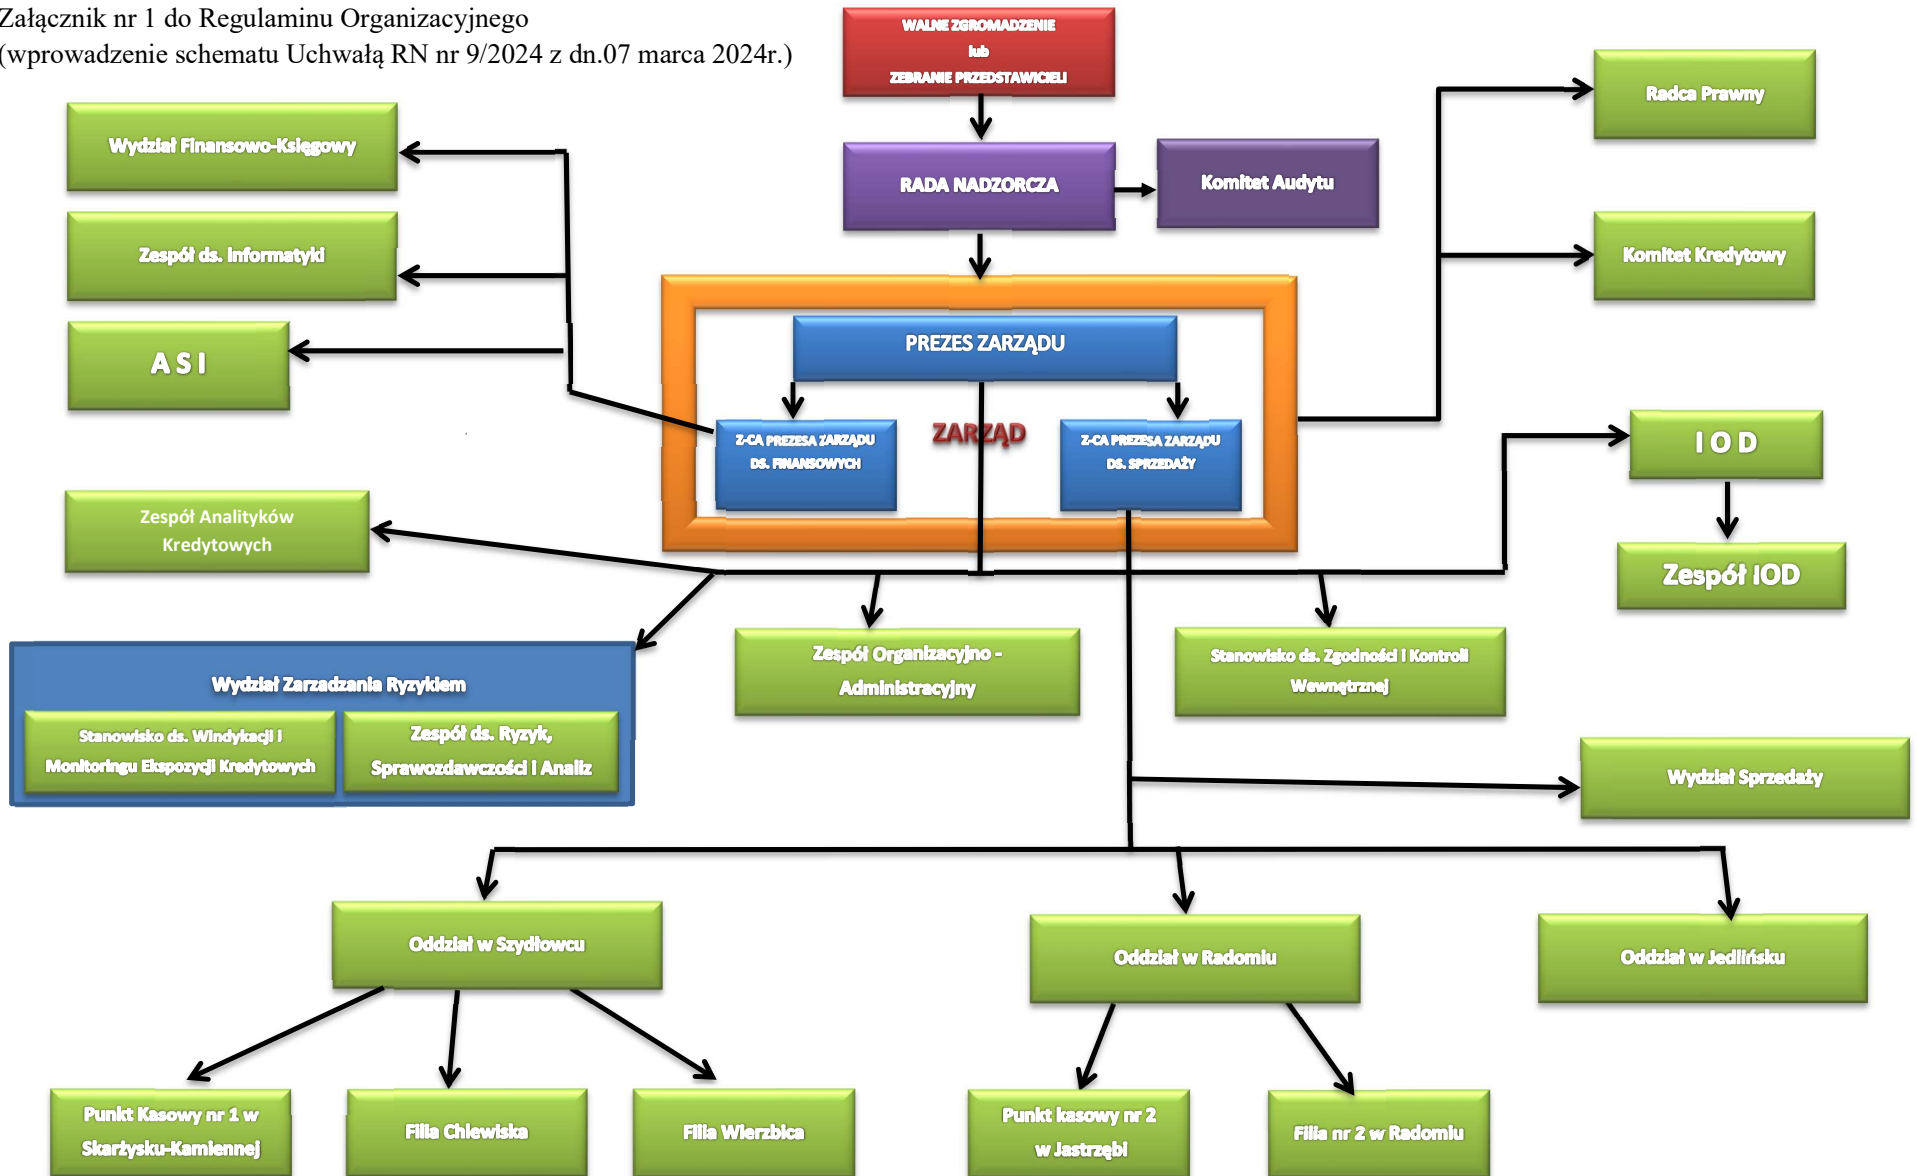 Załącznik nr 1 do Regulaminu Organizacyjnego
(wprowadzenie schematu Uchwałą RN nr 9/2024 z dn.07 marca 2024r.)
WALNE ZGROMADZENIE
lub
ZEBRANIE PRZEDSTAWICIELI
Radca Prawny
Wydział Finansowo-Księgowy
RADA NADZORCZA
Komitet Audytu
Zespół ds. Informatyki
Komitet Kredytowy
PREZES ZARZĄDU
A S I
ZARZĄD
Z-CA PREZESA ZARZĄDU
DS. FINANSOWYCH
Z-CA PREZESA ZARZĄDU
DS. SPRZEDAŻY
I O D
Zespół Analityków
Kredytowych
Zespół IOD
Zespół Organizacyjno -
Administracyjny
Stanowisko ds. Zgodności i Kontroli
Wewnętrznej
Wydział Zarzadzania Ryzykiem
Stanowisko ds. Windykacji i
Monitoringu Ekspozycji Kredytowych
Zespół ds. Ryzyk,
Sprawozdawczości i Analiz
Wydział Sprzedaży
Oddział w Szydłowcu
Oddział w Radomiu
Oddział w Jedlińsku
Punkt Kasowy nr 1 w
Skarżysku-Kamiennej
Filia Chlewiska
Filia Wierzbica
Punkt kasowy nr 2
w Jastrzębi
Filia nr 2 w Radomiu